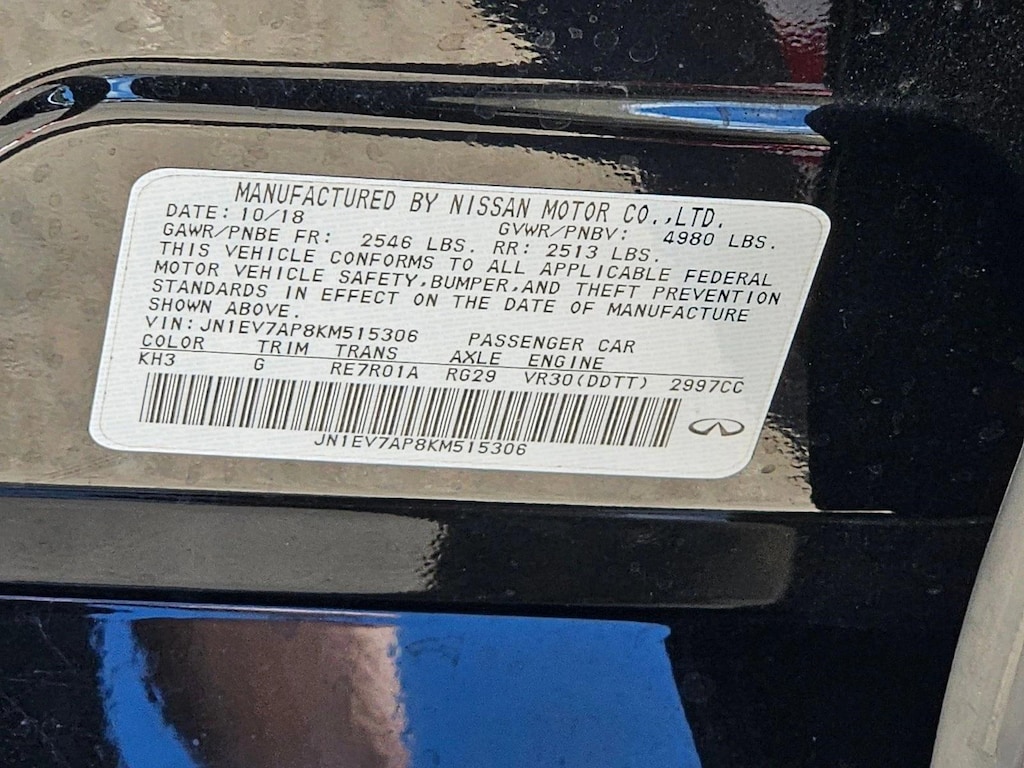 MANUFACTURED BY NISSAN MOTOR CO.,LTD.
DATE: 10/18 GVWR/PNBV: 4980 LBS.
GAWR/PNBE FR: 2546 LBS. RR: 2513 LBS.
THIS VEHICLE CONFORMS TO ALL APPLICABLE FEDERAL
MOTOR VEHICLE SAFETY,BUMPER,AND THEFT PREVENTION
STANDARDS IN EFFECT ON THE DATE OF MANUFACTURE
SHOWN ABOVE.
VIN:JN1EV7AP8KM515306 PASSENGER CAR
COLOR TRIM TRANS AXLE ENGINE
KH3 G RE7R01A RG29 VR30(DDTT) 2997CC
JN1EV7AP8KM515306